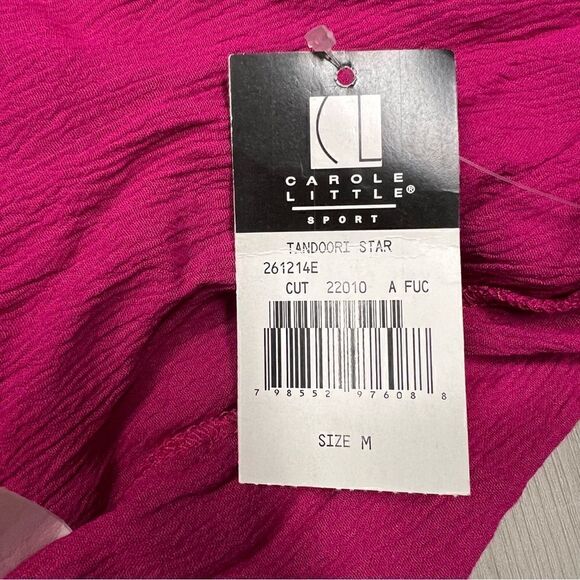 CL
CAROLE
LITTLE®
SPORT
TANDOORI STAR
261214E
CUT 22010 A FUC
7 98552 97608 8
SIZE M